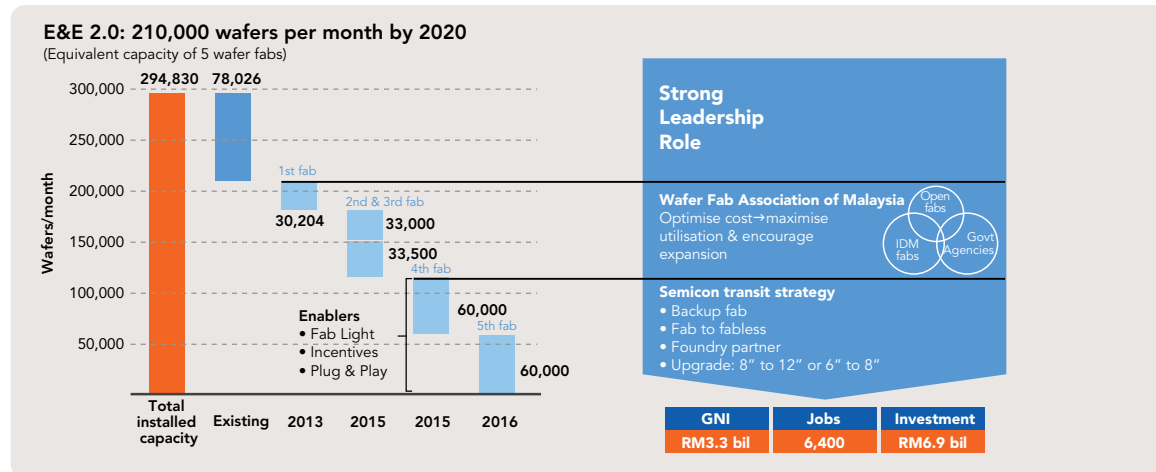 E&E 2.0: 210,000 wafers per month by 2020
(Equivalent capacity of 5 wafer fabs)
Wafers/month
300,000
250,000
200,000
150,000
100,000
50,000
294,830
78,026
1st fab
30,204
2nd & 3rd fab
33,000
33,500
4th fab
60,000
5th fab
60,000
Enablers
• Fab Light
• Incentives
• Plug & Play
Total
installed
capacity
Existing
2013
2015
2015
2016
Strong
Leadership
Role
Wafer Fab Association of Malaysia
Optimise cost→maximise
utilisation & encourage
expansion
Open
fabs
IDM
fabs
Govt
Agencies
Semicon transit strategy
• Backup fab
• Fab to fabless
• Foundry partner
• Upgrade: 8” to 12” or 6” to 8”
GNI
Jobs
Investment
RM3.3 bil
6,400
RM6.9 bil